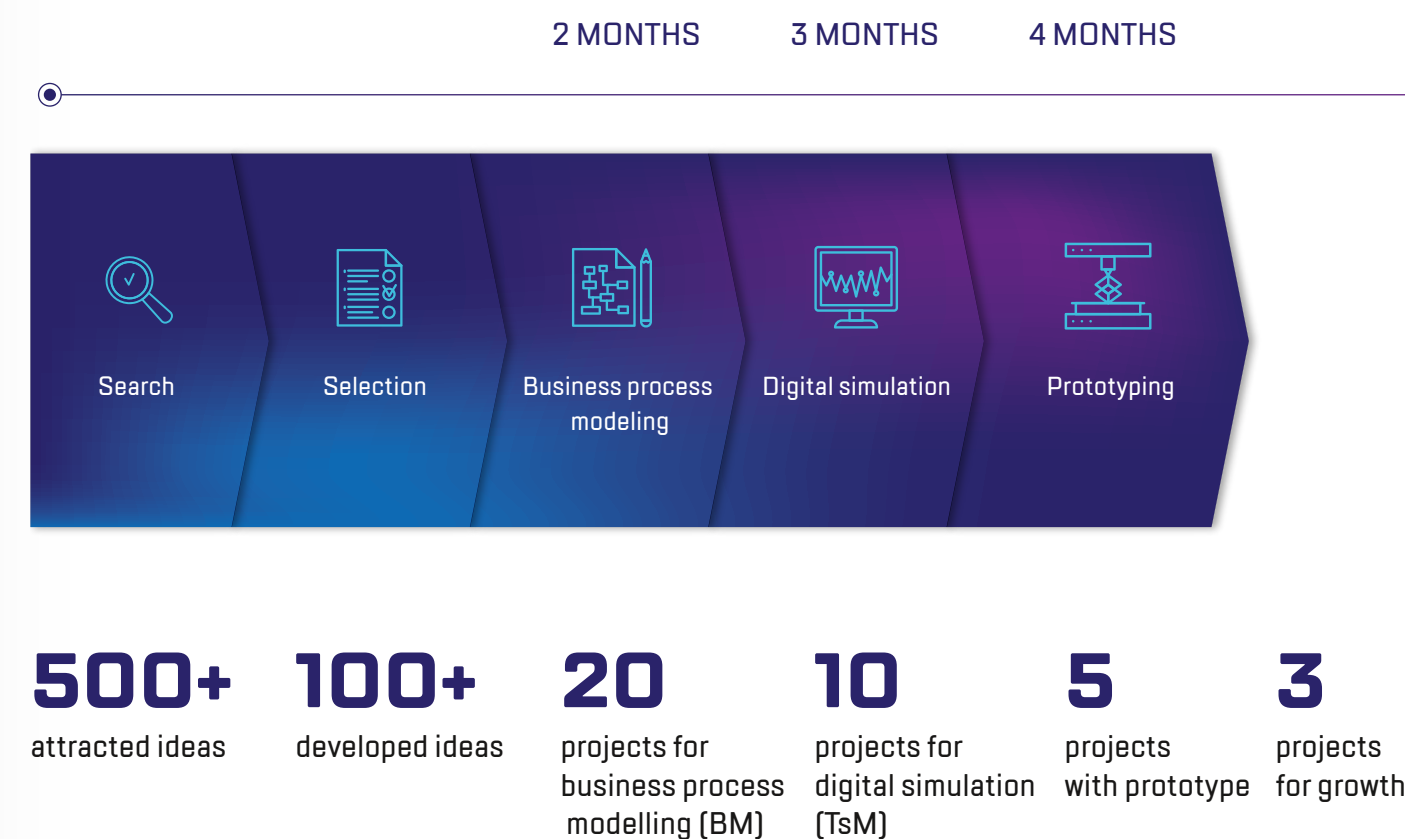 2 MONTHS
3 MONTHS
4 MONTHS
Search
Selection
Business process
modeling
Digital simulation
Prototyping
500+
attracted ideas
100+
developed ideas
20
projects for
business process
modelling (BM)
10
projects for
digital simulation
(TsM)
5
projects
with prototype
3
projects
for growth